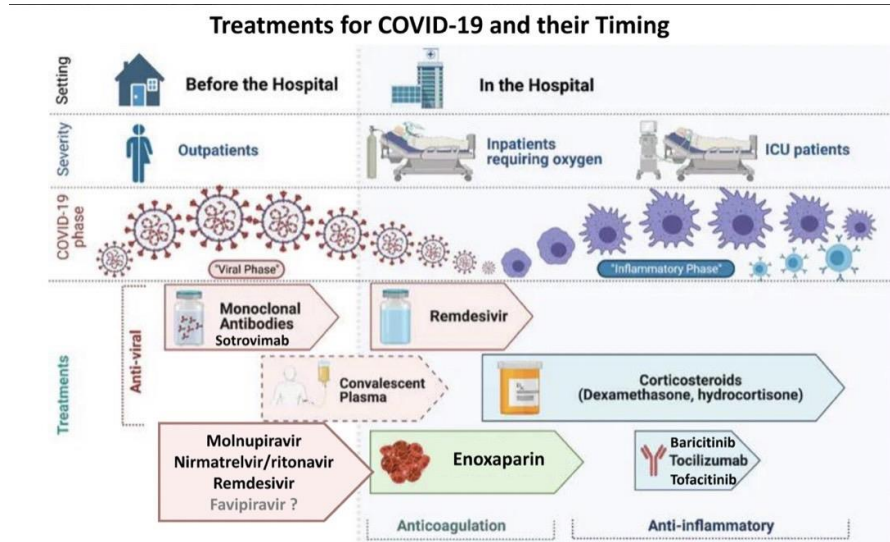 Treatments for COVID-19 and their Timing
Setting
Before the Hospital
In the Hospital
Severity
Outpatients
Inpatients
requiring oxygen
ICU patients
COVID-19
phase
"Viral Phase"
"Inflammatory Phase"
Treatments
Anti-viral
Monoclonal
Antibodies
Sotrovimab
Remdesivir
Convalescent
Plasma
Corticosteroids
(Dexamethasone, hydrocortisone)
Molnupiravir
Nirmatrelvir/ritonavir
Remdesivir
Favipiravir ?
Enoxaparin
Baricitinib
Tocilizumab
Tofacitinib
Anticoagulation
Anti-inflammatory